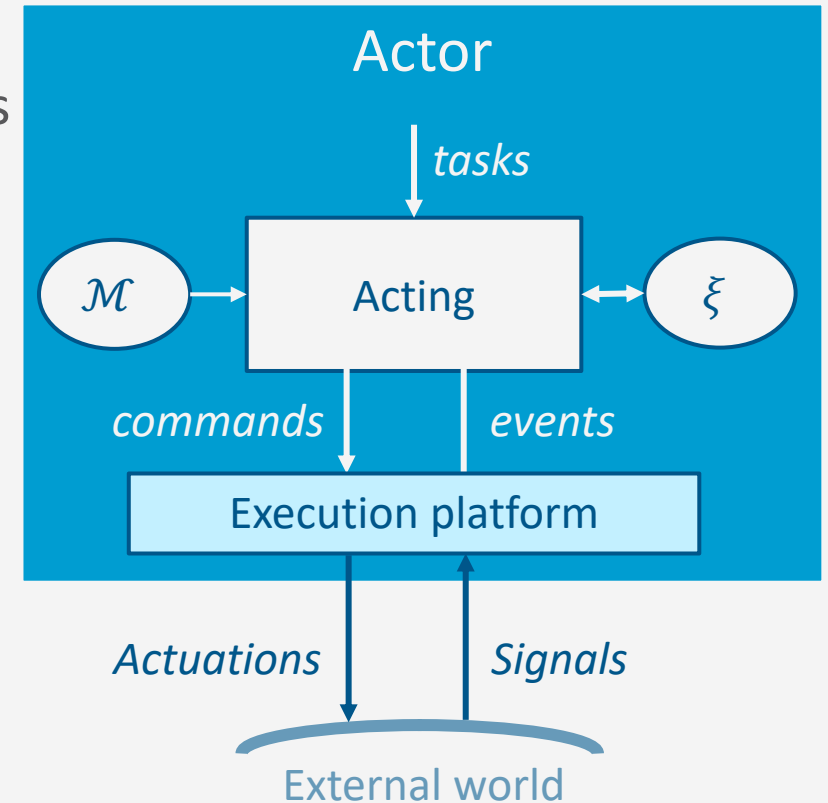 Actor
s
tasks
ℳ
Acting
ξ
commands
events
Execution platform
Actuations
Signals
External world